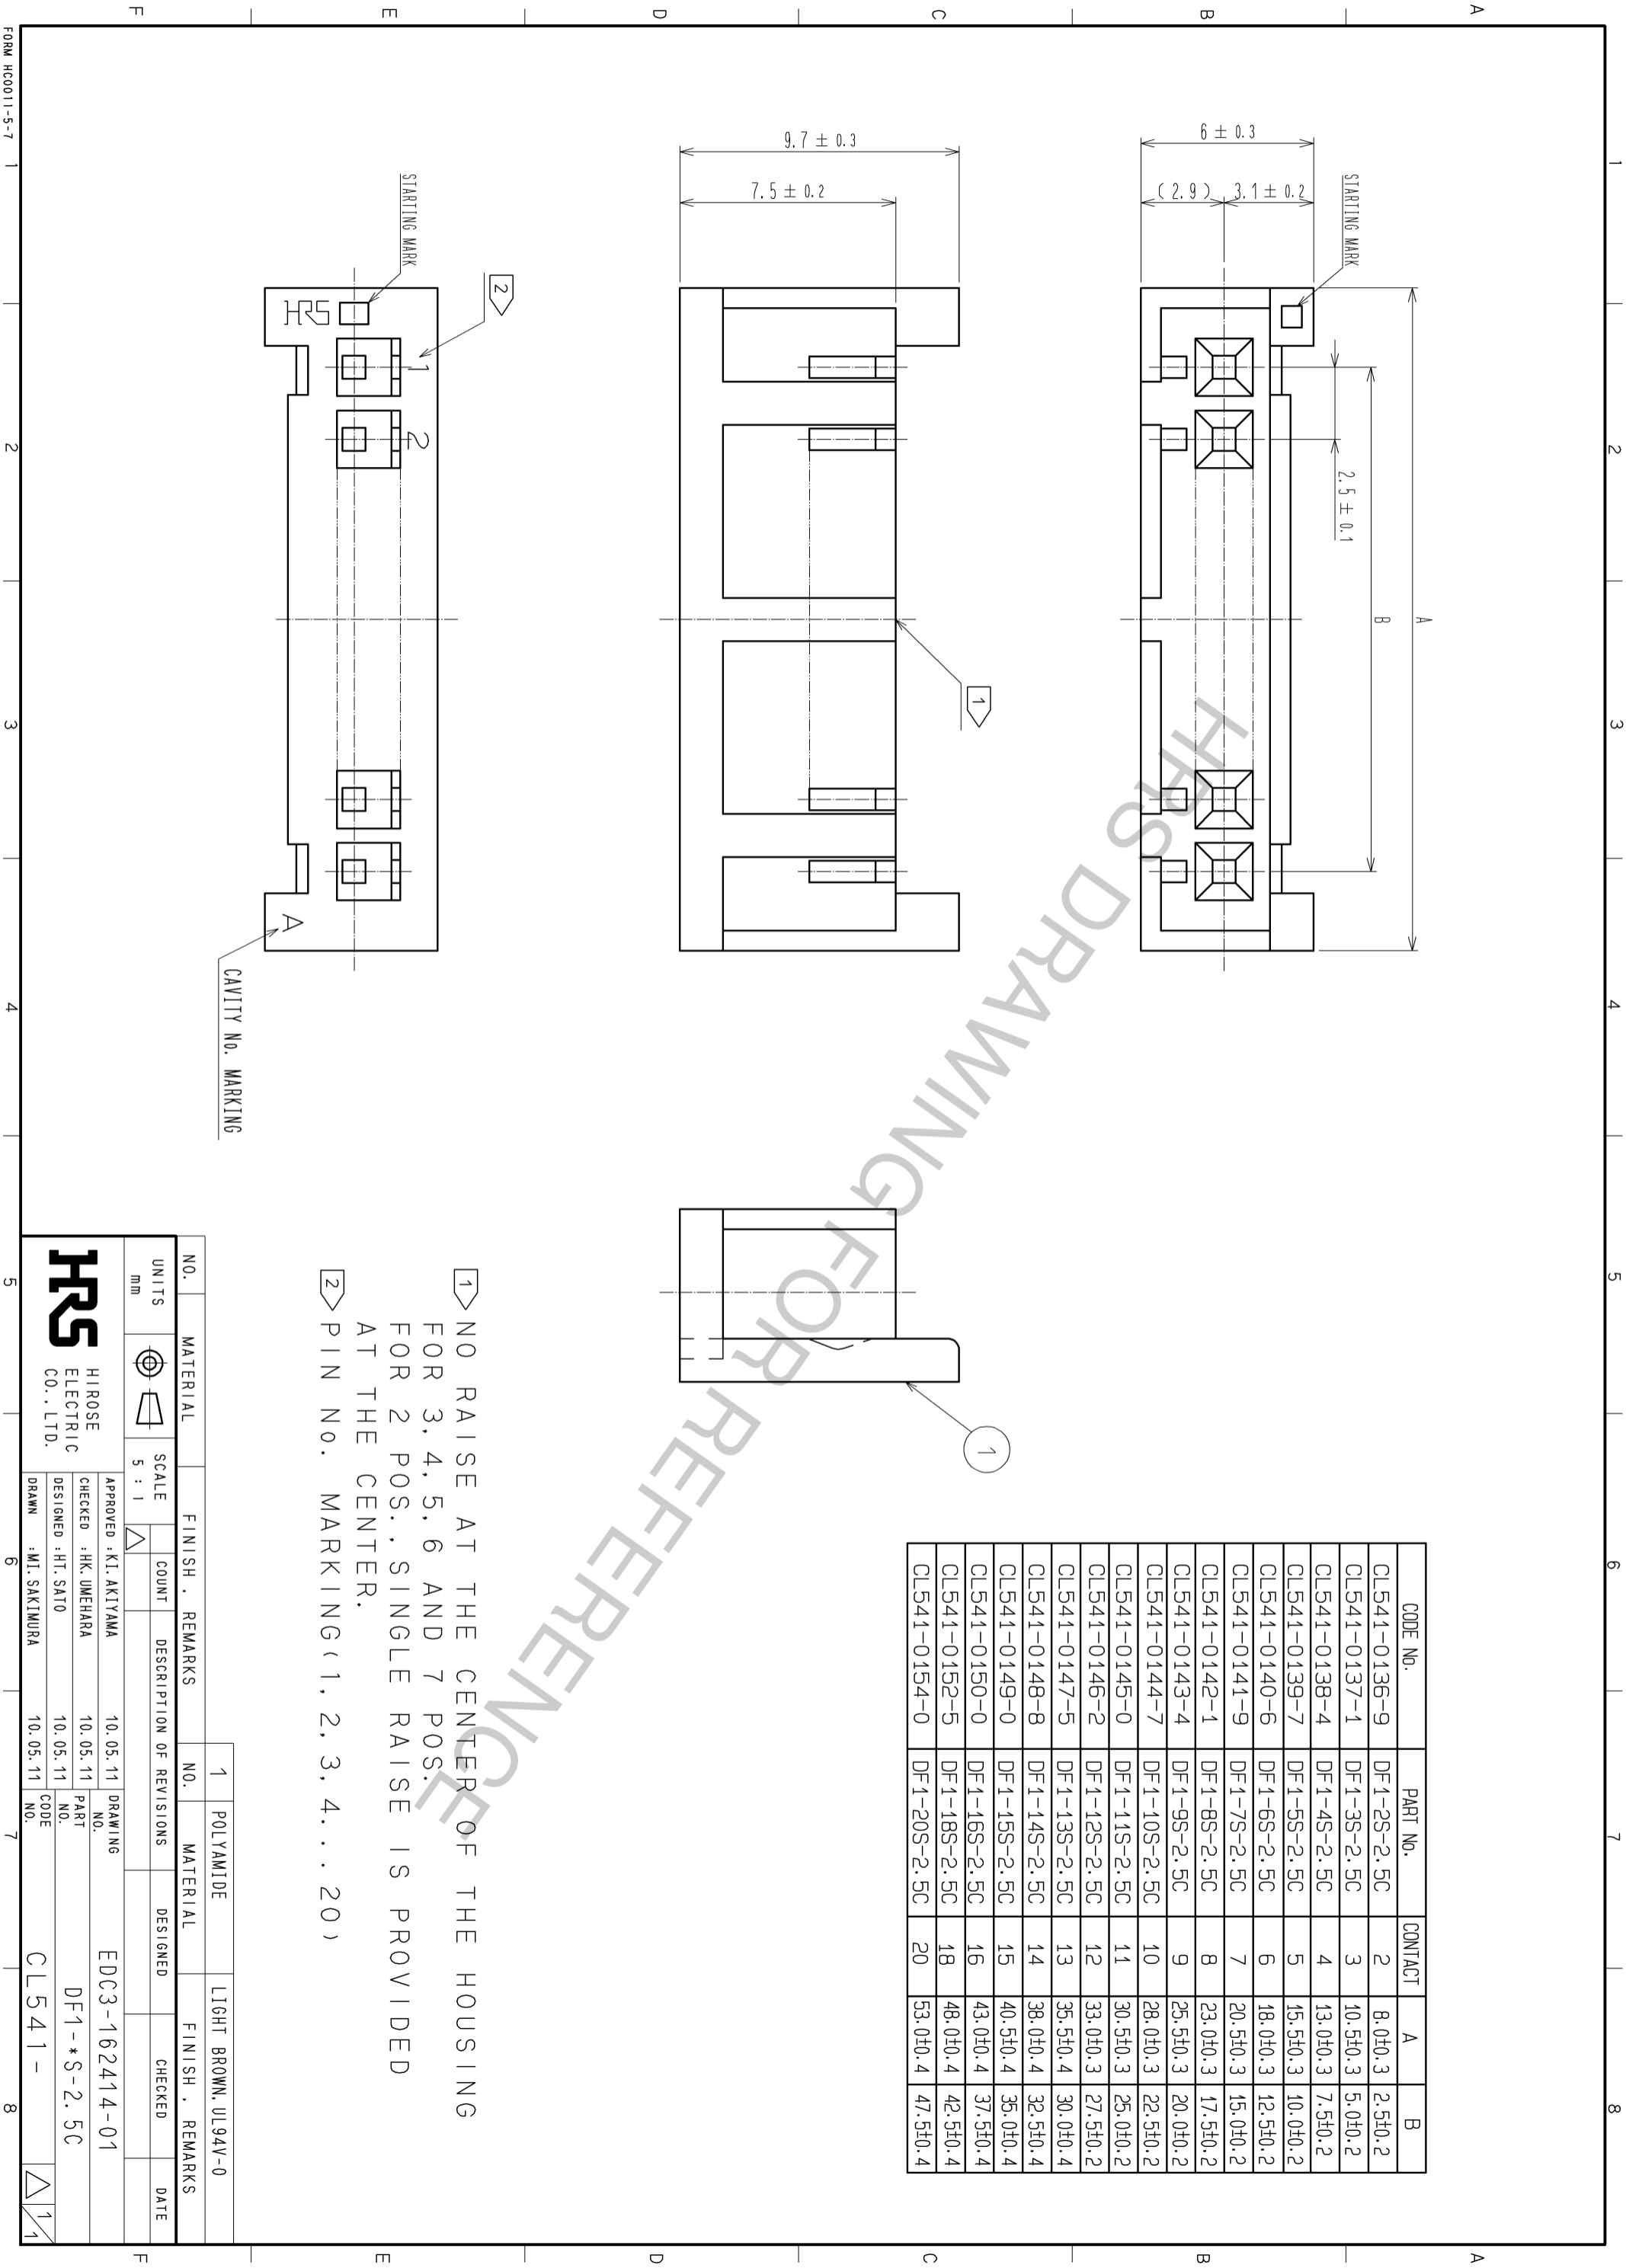 1 2 3 4 5 6 7 8
A
B
C
D
E
F
A
B
C
D
E
F
A
B
2.5 ± 0.1
STARTING MARK
6 ± 0.3
(2.9)
3.1 ± 0.2
CODE No. PART No. CONTACT A B
CL541-0136-9 DF1-2S-2.5C 2 8.0±0.3 2.5±0.2
CL541-0137-1 DF1-3S-2.5C 3 10.5±0.3 5.0±0.2
CL541-0138-4 DF1-4S-2.5C 4 13.0±0.3 7.5±0.2
CL541-0139-7 DF1-5S-2.5C 5 15.5±0.3 10.0±0.2
CL541-0140-6 DF1-6S-2.5C 6 18.0±0.3 12.5±0.2
CL541-0141-9 DF1-7S-2.5C 7 20.5±0.3 15.0±0.2
CL541-0142-1 DF1-8S-2.5C 8 23.0±0.3 17.5±0.2
CL541-0143-4 DF1-9S-2.5C 9 25.5±0.3 20.0±0.2
CL541-0144-7 DF1-10S-2.5C 10 28.0±0.3 22.5±0.2
CL541-0145-0 DF1-11S-2.5C 11 30.5±0.3 25.0±0.2
CL541-0146-2 DF1-12S-2.5C 12 33.0±0.3 27.5±0.2
CL541-0147-5 DF1-13S-2.5C 13 35.5±0.4 30.0±0.4
CL541-0148-8 DF1-14S-2.5C 14 38.0±0.4 32.5±0.4
CL541-0149-0 DF1-15S-2.5C 15 40.5±0.4 35.0±0.4
CL541-0150-0 DF1-16S-2.5C 16 43.0±0.4 37.5±0.4
CL541-0152-5 DF1-18S-2.5C 18 48.0±0.4 42.5±0.4
CL541-0154-0 DF1-20S-2.5C 20 53.0±0.4 47.5±0.4
9.7 ± 0.3
7.5 ± 0.2
1
1
HRS DRAWING FOR REFERENCE
2
STARTING MARK
HRS
1 2
A
CAVITY No. MARKING
1 NO RAISE AT THE CENTER OF THE HOUSING
FOR 3, 4, 5, 6 AND 7 POS.
FOR 2 POS., SINGLE RAISE IS PROVIDED
AT THE CENTER.
2 PIN No. MARKING (1, 2, 3, 4...20)
1 POLYAMIDE LIGHT BROWN, UL94V-0
NO. MATERIAL FINISH , REMARKS NO. MATERIAL FINISH , REMARKS
UNITS
mm
SCALE
5 : 1
COUNT DESCRIPTION OF REVISIONS DESIGNED CHECKED DATE
HRS
HIROSE
ELECTRIC
CO., LTD.
APPROVED : KI. AKIYAMA 10.05.11
CHECKED : HK. UMEHARA 10.05.11
DESIGNED : HT. SATO 10.05.11
DRAWN : MI. SAKIMURA 10.05.11
DRAWING NO. EDC3-162414-01
PART NO. DF1-*S-2.5C
CODE NO. CL541-
1/1
FORM HC0011-5-7
1 2 3 4 5 6 7 8